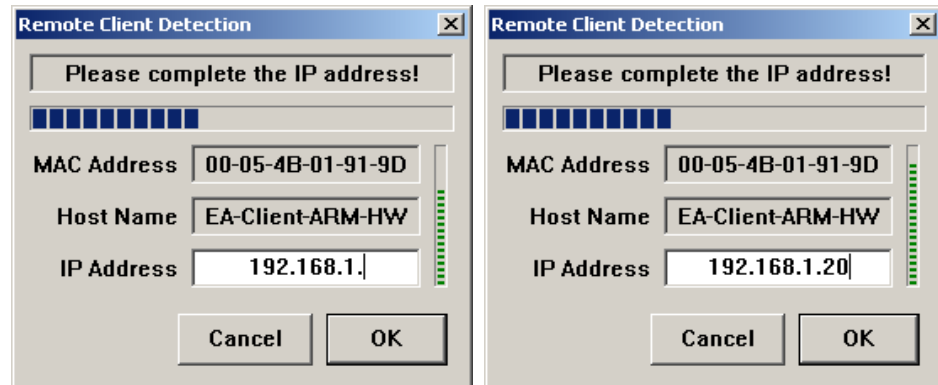 Remote Client Detection
Please complete the IP address!
MAC Address 00-05-4B-01-91-9D
Host Name EA-Client-ARM-HW
IP Address 192.168.1.
Cancel OK
Remote Client Detection
Please complete the IP address!
MAC Address 00-05-4B-01-91-9D
Host Name EA-Client-ARM-HW
IP Address 192.168.1.20
Cancel OK